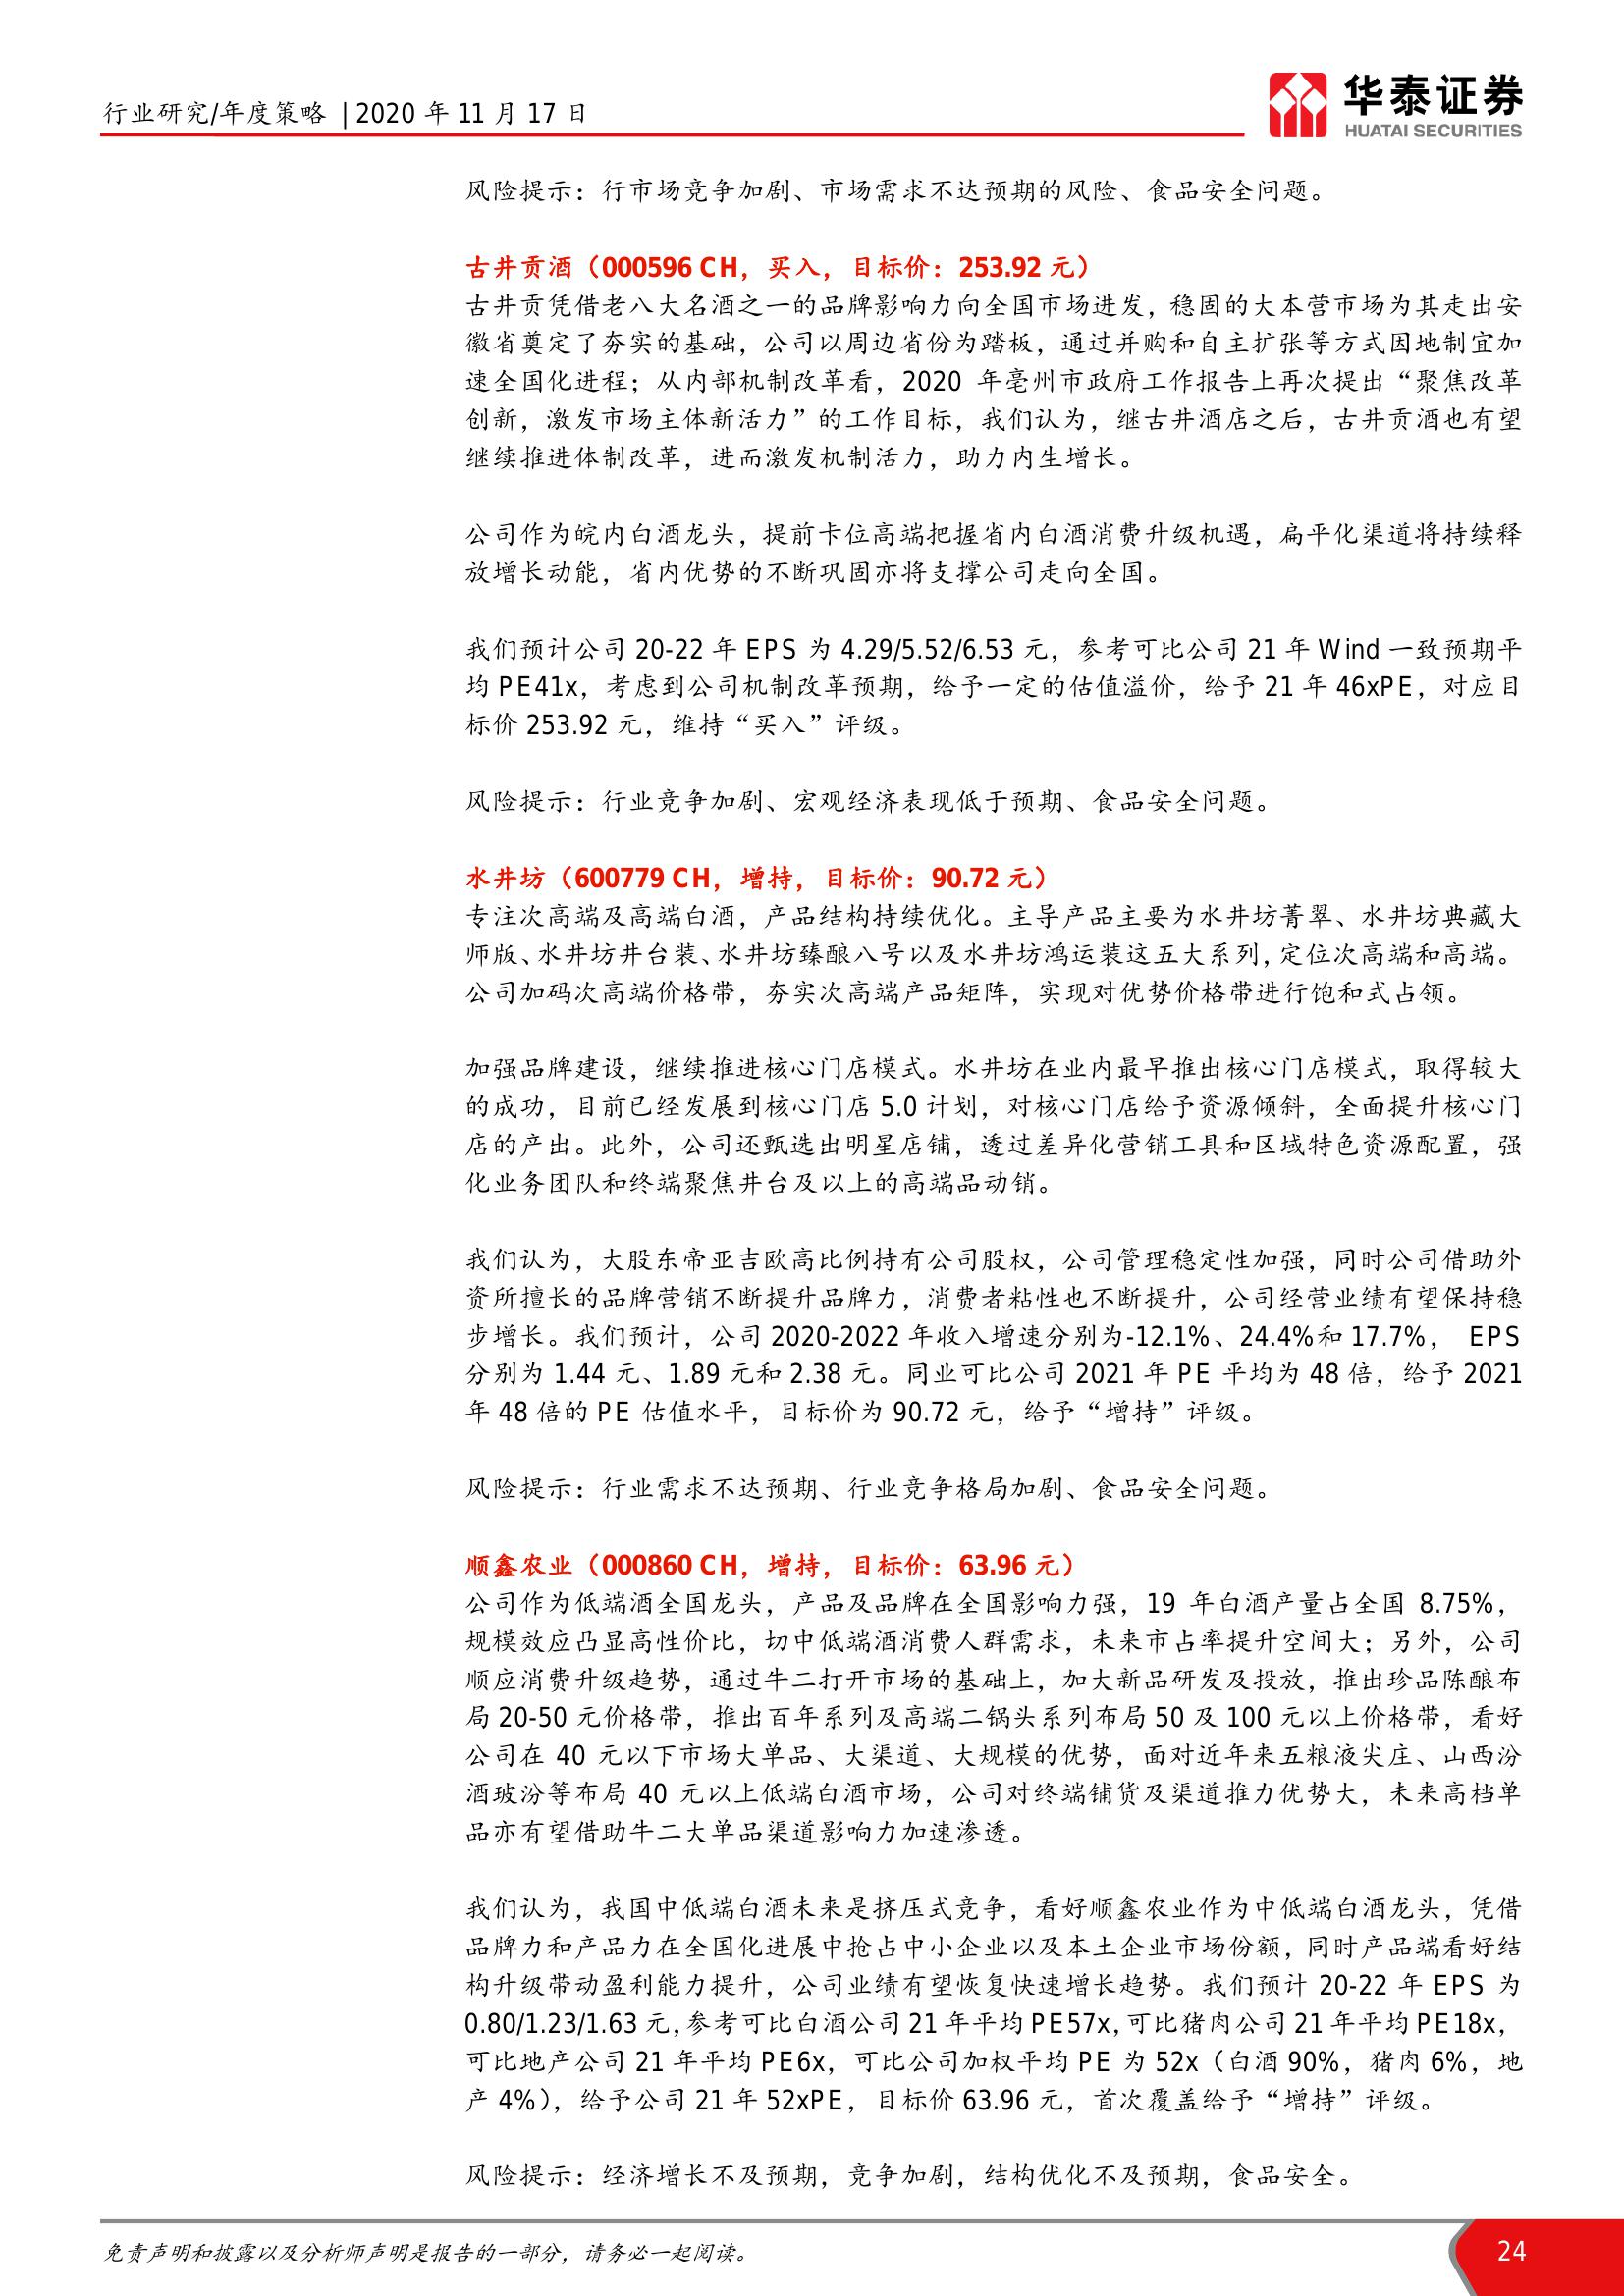 行业研究/年度策略 | 2020 年 11 月 17 日
华泰证券
HUATAI SECURITIES
风险提示：行市场竞争加剧、市场需求不达预期的风险、食品安全问题。
古井贡酒（000596 CH，买入，目标价：253.92 元）
古井贡凭借老八大名酒之一的品牌影响力向全国市场进发，稳固的大本营市场为其走出安
徽省奠定了夯实的基础，公司以周边省份为踏板，通过并购和自主扩张等方式因地制宜加
速全国化进程；从内部机制改革看，2020 年亳州市政府工作报告上再次提出“聚焦改革
创新，激发市场主体新活力”的工作目标，我们认为，继古井酒店之后，古井贡酒也有望
继续推进体制改革，进而激发机制活力，助力内生增长。
公司作为皖内白酒龙头，提前卡位高端把握省内白酒消费升级机遇，扁平化渠道将持续释
放增长动能，省内优势的不断巩固亦将支撑公司走向全国。
我们预计公司 20-22 年 EPS 为 4.29/5.52/6.53 元，参考可比公司 21 年 Wind 一致预期平
均 PE41x，考虑到公司机制改革预期，给予一定的估值溢价，给予 21 年 46xPE，对应目
标价 253.92 元，维持“买入”评级。
风险提示：行业竞争加剧、宏观经济表现低于预期、食品安全问题。
水井坊（600779 CH，增持，目标价：90.72 元）
专注次高端及高端白酒，产品结构持续优化。主导产品主要为水井坊菁翠、水井坊典藏大
师版、水井坊井台装、水井坊臻酿八号以及水井坊鸿运装这五大系列，定位次高端和高端。
公司加码次高端价格带，夯实次高端产品矩阵，实现对优势价格带进行饱和式占领。
加强品牌建设，继续推进核心门店模式。水井坊在业内最早推出核心门店模式，取得较大
的成功，目前已经发展到核心门店 5.0 计划，对核心门店给予资源倾斜，全面提升核心门
店的产出。此外，公司还甄选出明星店铺，透过差异化营销工具和区域特色资源配置，强
化业务团队和终端聚焦井台及以上的高端品动销。
我们认为，大股东帝亚吉欧高比例持有公司股权，公司管理稳定性加强，同时公司借助外
资所擅长的品牌营销不断提升品牌力，消费者粘性也不断提升，公司经营业绩有望保持稳
步增长。我们预计，公司 2020-2022 年收入增速分别为-12.1%、24.4%和 17.7%， EPS
分别为 1.44 元、1.89 元和 2.38 元。同业可比公司 2021 年 PE 平均为 48 倍，给予 2021
年 48 倍的 PE 估值水平，目标价为 90.72 元，给予“增持”评级。
风险提示：行业需求不达预期、行业竞争格局加剧、食品安全问题。
顺鑫农业（000860 CH，增持，目标价：63.96 元）
公司作为低端酒全国龙头，产品及品牌在全国影响力强，19 年白酒产量占全国 8.75%，
规模效应凸显高性价比，切中低端酒消费人群需求，未来市占率提升空间大；另外，公司
顺应消费升级趋势，通过牛二打开市场的基础上，加大新品研发及投放，推出珍品陈酿布
局 20-50 元价格带，推出百年系列及高端二锅头系列布局 50 及 100 元以上价格带，看好
公司在 40 元以下市场大单品、大渠道、大规模的优势，面对近年来五粮液尖庄、山西汾
酒玻汾等布局 40 元以上低端白酒市场，公司对终端铺货及渠道推力优势大，未来高档单
品亦有望借助牛二大单品渠道影响力加速渗透。
我们认为，我国中低端白酒未来是挤压式竞争，看好顺鑫农业作为中低端白酒龙头，凭借
品牌力和产品力在全国化进展中抢占中小企业以及本土企业市场份额，同时产品端看好结
构升级带动盈利能力提升，公司业绩有望恢复快速增长趋势。我们预计 20-22 年 EPS 为
0.80/1.23/1.63 元，参考可比白酒公司 21 年平均 PE57x，可比猪肉公司 21 年平均 PE18x，
可比地产公司 21 年平均 PE6x，可比公司加权平均 PE 为 52x（白酒 90%，猪肉 6%，地
产 4%），给予公司 21 年 52xPE，目标价 63.96 元，首次覆盖给予“增持”评级。
风险提示：经济增长不及预期，竞争加剧，结构优化不及预期，食品安全。
免责声明和披露以及分析师声明是报告的一部分，请务必一起阅读。
24